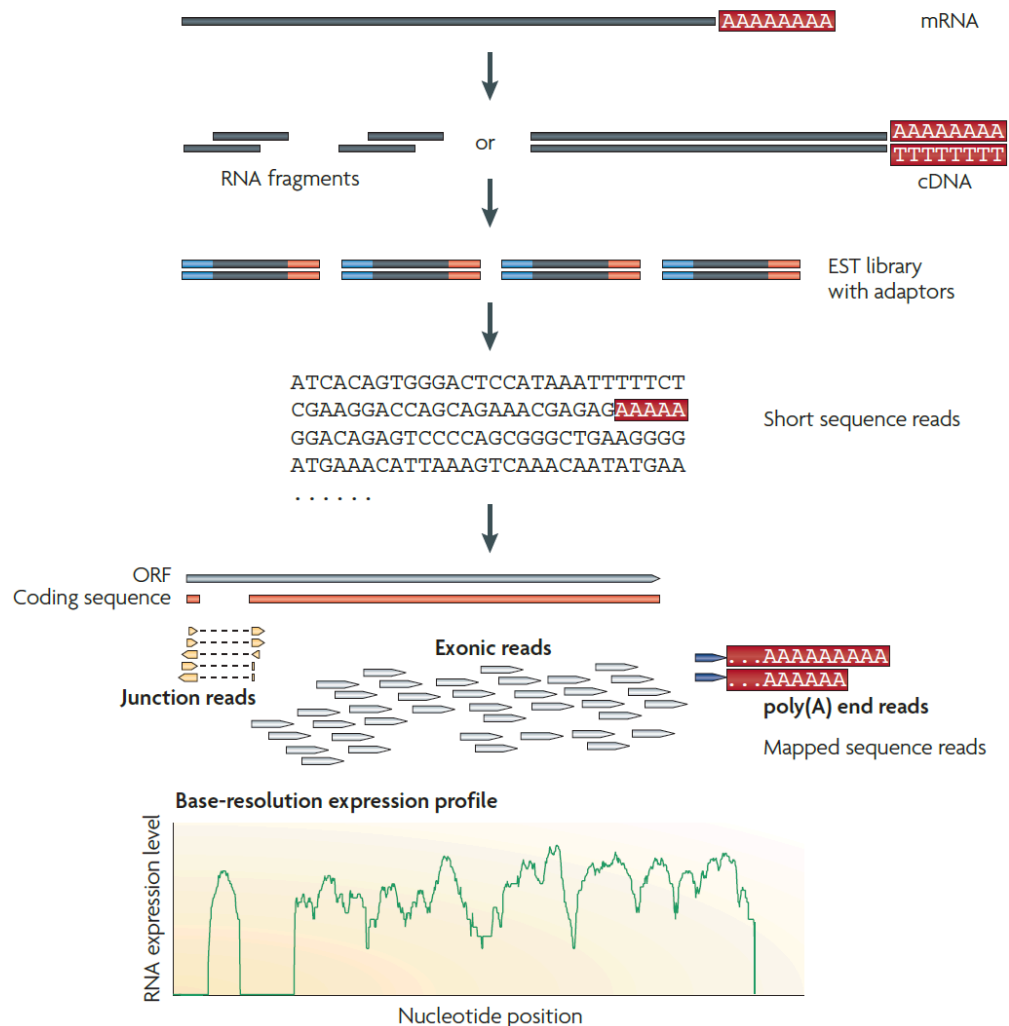 AAAAAAAA mRNA
AAAAAAAA
or
TTTTTTTT
RNA fragments
cDNA
EST library
with adaptors
ATCACAGTGGGACTCCATAAATTTTTCT
CGAAGGACCAGCAGAAACGAGAGAAAAA
Short sequence reads
GGACAGAGTCCCCAGCGGGCTGAAGGGG
ATGAAACATTAAAGTCAAACAATATGAA
......
ORF
Coding sequence
Exonic reads
...AAAAAAAAA
...AAAAAA
Junction reads
poly(A) end reads
Mapped sequence reads
Base-resolution expression profile
RNA expression level
Nucleotide position